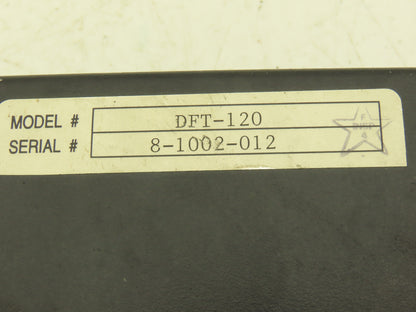 MODEL # DFT-120
SERIAL # 8-1002-012